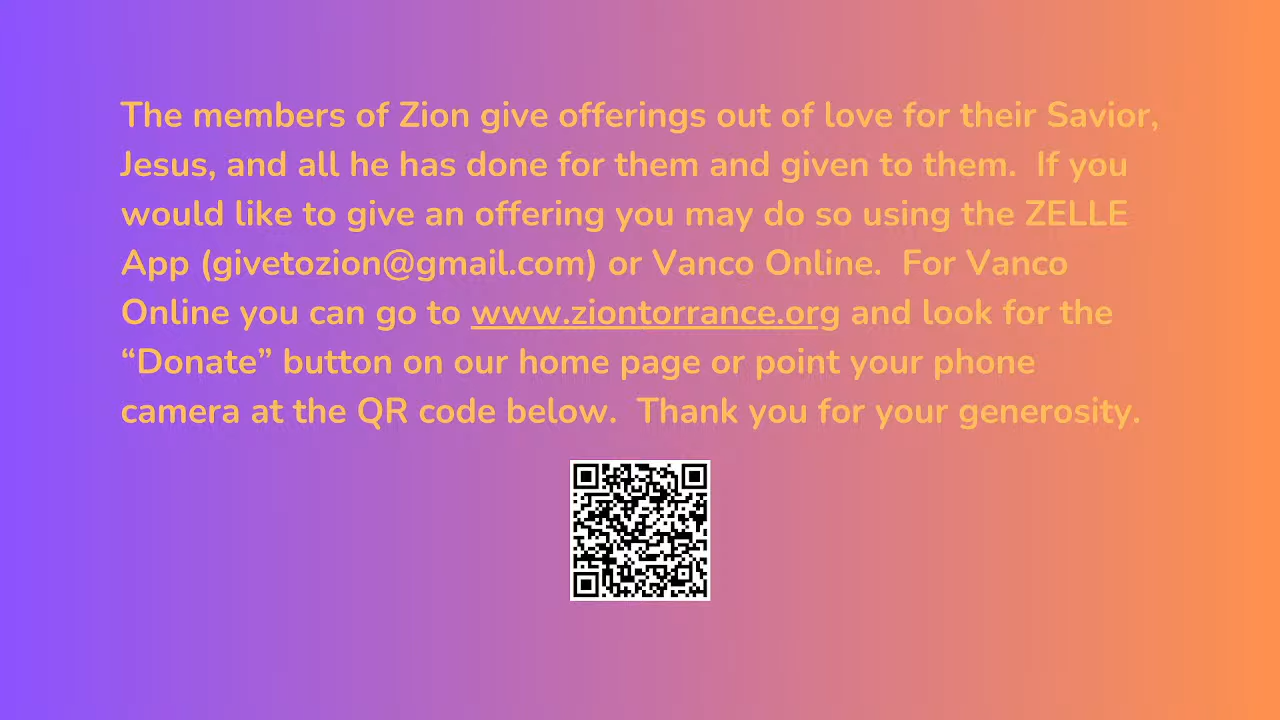 The members of Zion give offerings out of love for their Savior,
Jesus, and all he has done for them and given to them.  If you
would like to give an offering you may do so using the ZELLE
App (givetozion@gmail.com) or Vanco Online.  For Vanco
Online you can go to www.ziontorrance.org and look for the
“Donate” button on our home page or point your phone
camera at the QR code below.  Thank you for your generosity.